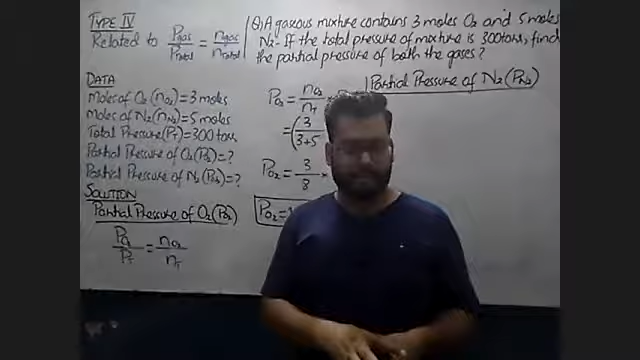 TYPE IV
Related to Pgas/Ptotal = ngas/ntotal
Q) A gaseous mixture contains 3 moles O2 and 5 moles
N2. If the total pressure of mixture is 300torr, find
the partial pressure of both the gases?
DATA
Moles of O2(nO2)=3 moles
Moles of N2(nN2)=5 moles
Total Pressure(PT)=300 torr
Partial Pressure of O2(PO2)=?
Partial Pressure of N2(PN2)=?
SOLUTION
Partial Pressure of O2(PO2)
PO2/PT = nO2/nT
PO2 = nO2/nT
=(3/3+5
PO2 = 3/8 ×
PO2=1
Partial Pressure of N2(PN2)